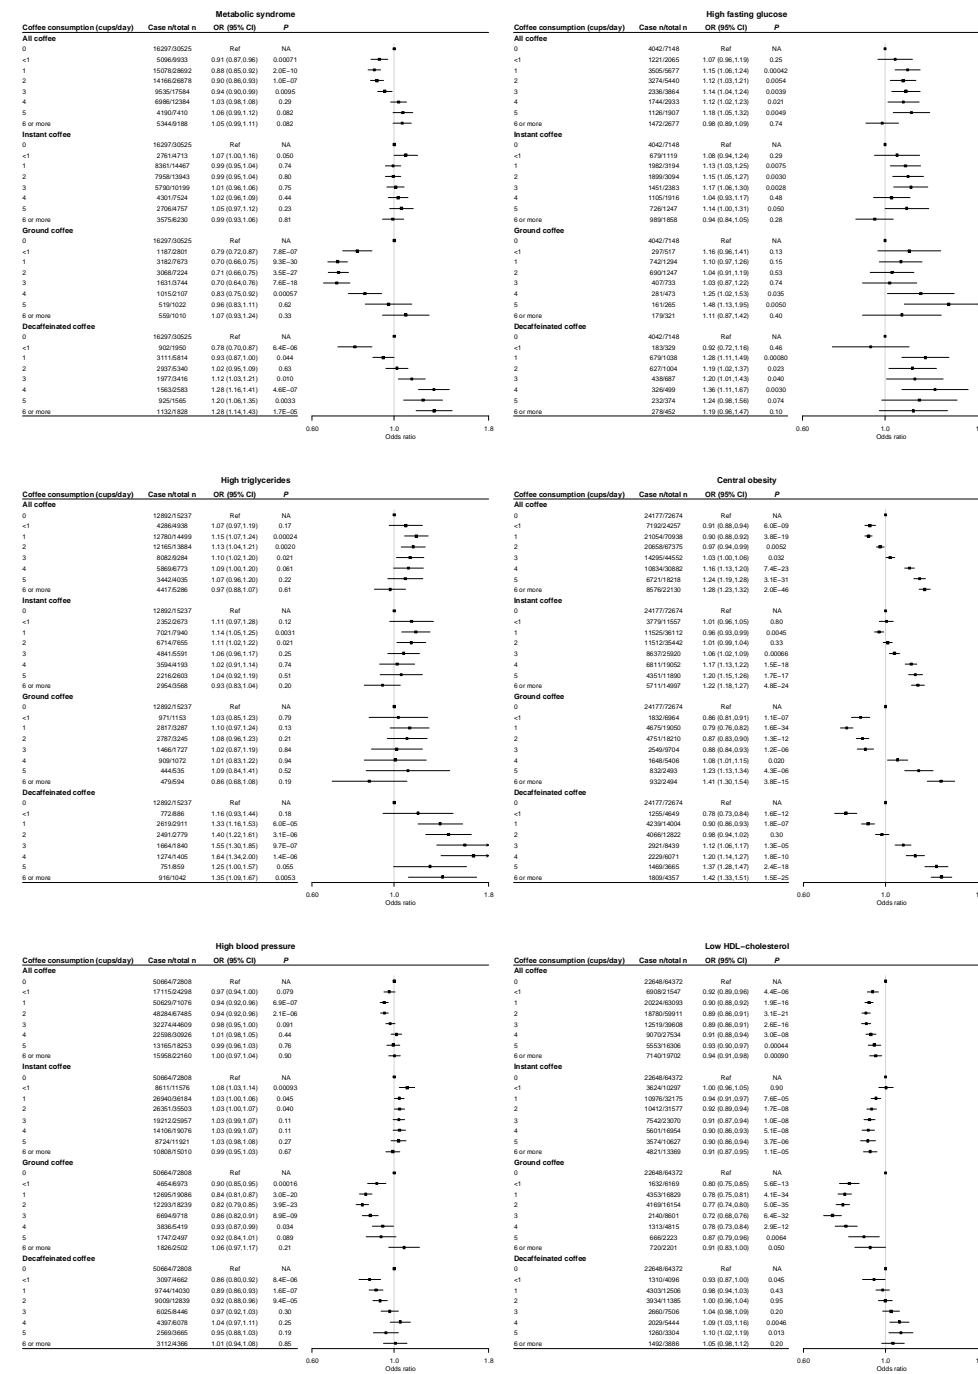 Metabolic syndrome
Coffee consumption (cups/day) Case n/total n OR (95% CI) P
All coffee
0 16297/30525 Ref NA
<1 5096/9933 0.91 (0.87,0.96) 0.00071
1 15078/28692 0.88 (0.85,0.92) 2.0E−10
2 14166/26878 0.90 (0.86,0.93) 1.0E−07
3 9535/17584 0.94 (0.90,0.99) 0.0095
4 6986/12384 1.03 (0.98,1.08) 0.29
5 4190/7410 1.06 (0.99,1.12) 0.082
6 or more 5344/9188 1.05 (0.99,1.11) 0.082
Instant coffee
0 16297/30525 Ref NA
<1 2761/4713 1.07 (1.00,1.16) 0.050
1 8361/14467 0.99 (0.95,1.04) 0.74
2 7958/13943 0.99 (0.95,1.04) 0.80
3 5790/10199 1.01 (0.96,1.06) 0.75
4 4301/7524 1.02 (0.96,1.09) 0.44
5 2706/4757 1.05 (0.97,1.12) 0.23
6 or more 3575/6230 0.99 (0.93,1.06) 0.81
Ground coffee
0 16297/30525 Ref NA
<1 1187/2801 0.79 (0.72,0.87) 7.8E−07
1 3182/7673 0.70 (0.66,0.75) 9.3E−30
2 3068/7224 0.71 (0.66,0.75) 3.5E−27
3 1631/3744 0.70 (0.64,0.76) 7.6E−18
4 1015/2107 0.83 (0.75,0.92) 0.00057
5 519/1022 0.96 (0.83,1.11) 0.62
6 or more 559/1010 1.07 (0.93,1.24) 0.33
Decaffeinated coffee
0 16297/30525 Ref NA
<1 902/1950 0.78 (0.70,0.87) 6.4E−06
1 3111/5814 0.93 (0.87,1.00) 0.044
2 2937/5340 1.02 (0.95,1.09) 0.63
3 1977/3416 1.12 (1.03,1.21) 0.010
4 1563/2583 1.28 (1.16,1.41) 4.6E−07
5 925/1565 1.20 (1.06,1.35) 0.0033
6 or more 1132/1828 1.28 (1.14,1.43) 1.7E−05
0.60 1.0 1.8
Odds ratio
High fasting glucose
Coffee consumption (cups/day) Case n/total n OR (95% CI) P
All coffee
0 4042/7148 Ref NA
<1 1221/2065 1.07 (0.96,1.19) 0.25
1 3505/5677 1.15 (1.06,1.24) 0.00042
2 3274/5440 1.12 (1.03,1.21) 0.0054
3 2336/3864 1.14 (1.04,1.24) 0.0039
4 1744/2933 1.12 (1.02,1.23) 0.021
5 1126/1907 1.18 (1.05,1.32) 0.0049
6 or more 1472/2677 0.98 (0.89,1.09) 0.74
Instant coffee
0 4042/7148 Ref NA
<1 679/1119 1.08 (0.94,1.24) 0.29
1 1982/3194 1.13 (1.03,1.25) 0.0075
2 1899/3094 1.15 (1.05,1.27) 0.0030
3 1451/2383 1.17 (1.06,1.30) 0.0028
4 1105/1916 1.04 (0.93,1.17) 0.48
5 726/1247 1.14 (1.00,1.31) 0.050
6 or more 989/1858 0.94 (0.84,1.05) 0.28
Ground coffee
0 4042/7148 Ref NA
<1 297/517 1.16 (0.96,1.41) 0.13
1 742/1294 1.10 (0.97,1.26) 0.15
2 690/1247 1.04 (0.91,1.19) 0.53
3 407/733 1.03 (0.87,1.22) 0.74
4 281/473 1.25 (1.02,1.53) 0.035
5 161/265 1.48 (1.13,1.95) 0.0050
6 or more 179/321 1.11 (0.87,1.42) 0.40
Decaffeinated coffee
0 4042/7148 Ref NA
<1 183/329 0.92 (0.72,1.16) 0.46
1 679/1038 1.28 (1.11,1.49) 0.00080
2 627/1004 1.19 (1.02,1.37) 0.023
3 438/687 1.20 (1.01,1.43) 0.040
4 326/499 1.36 (1.11,1.67) 0.0030
5 232/374 1.24 (0.98,1.56) 0.074
6 or more 278/452 1.19 (0.96,1.47) 0.10
0.60 1.0
Odds ratio
High triglycerides
Coffee consumption (cups/day) Case n/total n OR (95% CI) P
All coffee
0 12892/15237 Ref NA
<1 4286/4938 1.07 (0.97,1.19) 0.17
1 12780/14499 1.15 (1.07,1.24) 0.00024
2 12165/13884 1.13 (1.04,1.21) 0.0020
3 8082/9284 1.10 (1.02,1.20) 0.021
4 5869/6773 1.09 (1.00,1.20) 0.061
5 3442/4035 1.07 (0.96,1.20) 0.22
6 or more 4417/5286 0.97 (0.88,1.07) 0.61
Instant coffee
0 12892/15237 Ref NA
<1 2352/2673 1.11 (0.97,1.28) 0.12
1 7021/7940 1.14 (1.05,1.25) 0.0031
2 6714/7655 1.11 (1.02,1.22) 0.021
3 4841/5591 1.06 (0.96,1.17) 0.25
4 3594/4193 1.02 (0.91,1.14) 0.74
5 2216/2603 1.04 (0.92,1.19) 0.51
6 or more 2954/3568 0.93 (0.83,1.04) 0.20
Ground coffee
0 12892/15237 Ref NA
<1 971/1153 1.03 (0.85,1.23) 0.79
1 2817/3287 1.10 (0.97,1.24) 0.13
2 2787/3245 1.08 (0.96,1.23) 0.21
3 1466/1727 1.02 (0.87,1.19) 0.84
4 909/1072 1.01 (0.83,1.22) 0.94
5 444/535 1.09 (0.84,1.41) 0.52
6 or more 479/594 0.86 (0.68,1.08) 0.19
Decaffeinated coffee
0 12892/15237 Ref NA
<1 772/886 1.16 (0.93,1.44) 0.18
1 2619/2911 1.33 (1.16,1.53) 6.0E−05
2 2491/2779 1.40 (1.22,1.61) 3.1E−06
3 1664/1840 1.55 (1.30,1.85) 9.7E−07
4 1274/1405 1.64 (1.34,2.00) 1.4E−06
5 751/859 1.25 (1.00,1.57) 0.055
6 or more 916/1042 1.35 (1.09,1.67) 0.0053
0.60 1.0 1.8
Odds ratio
Central obesity
Coffee consumption (cups/day) Case n/total n OR (95% CI) P
All coffee
0 24177/72674 Ref NA
<1 7192/24257 0.91 (0.88,0.94) 6.0E−09
1 21054/70938 0.90 (0.88,0.92) 3.8E−19
2 20658/67375 0.97 (0.94,0.99) 0.0052
3 14295/44552 1.03 (1.00,1.06) 0.032
4 10834/30882 1.16 (1.13,1.20) 7.4E−23
5 6721/18218 1.24 (1.19,1.28) 3.1E−31
6 or more 8576/22130 1.28 (1.23,1.32) 2.0E−46
Instant coffee
0 24177/72674 Ref NA
<1 3779/11557 1.01 (0.96,1.05) 0.80
1 11525/36112 0.96 (0.93,0.99) 0.0045
2 11512/35442 1.01 (0.99,1.04) 0.33
3 8637/25920 1.06 (1.02,1.09) 0.00066
4 6811/19052 1.17 (1.13,1.22) 1.5E−18
5 4351/11890 1.20 (1.15,1.26) 1.7E−17
6 or more 5711/14997 1.22 (1.18,1.27) 4.8E−24
Ground coffee
0 24177/72674 Ref NA
<1 1832/6964 0.86 (0.81,0.91) 1.1E−07
1 4675/19050 0.79 (0.76,0.82) 1.6E−34
2 4751/18210 0.87 (0.83,0.90) 1.3E−12
3 2549/9704 0.88 (0.84,0.93) 1.2E−06
4 1648/5406 1.08 (1.01,1.15) 0.020
5 832/2493 1.23 (1.13,1.34) 4.3E−06
6 or more 932/2494 1.41 (1.30,1.54) 3.8E−15
Decaffeinated coffee
0 24177/72674 Ref NA
<1 1255/4649 0.78 (0.73,0.84) 1.6E−12
1 4239/14004 0.90 (0.86,0.93) 1.8E−07
2 4066/12822 0.98 (0.94,1.02) 0.30
3 2921/8439 1.12 (1.06,1.17) 1.3E−05
4 2229/6071 1.20 (1.14,1.27) 1.8E−10
5 1469/3665 1.37 (1.28,1.47) 2.4E−18
6 or more 1809/4357 1.42 (1.33,1.51) 1.5E−25
0.60 1.0
Odds ratio
High blood pressure
Coffee consumption (cups/day) Case n/total n OR (95% CI) P
All coffee
0 50664/72808 Ref NA
<1 17115/24298 0.97 (0.94,1.00) 0.079
1 50629/71076 0.94 (0.92,0.96) 6.9E−07
2 48284/67485 0.94 (0.92,0.96) 2.1E−06
3 32274/44609 0.98 (0.95,1.00) 0.091
4 22598/30926 1.01 (0.98,1.05) 0.44
5 13165/18253 0.99 (0.96,1.03) 0.76
6 or more 15958/22160 1.00 (0.97,1.04) 0.90
Instant coffee
0 50664/72808 Ref NA
<1 8611/11576 1.08 (1.03,1.14) 0.00093
1 26940/36184 1.03 (1.00,1.06) 0.045
2 26351/35503 1.03 (1.00,1.07) 0.040
3 19212/25957 1.03 (0.99,1.07) 0.11
4 14106/19076 1.03 (0.99,1.07) 0.11
5 8724/11921 1.03 (0.98,1.08) 0.27
6 or more 10808/15010 0.99 (0.95,1.03) 0.67
Ground coffee
0 50664/72808 Ref NA
<1 4654/6973 0.90 (0.85,0.95) 0.00016
1 12695/19086 0.84 (0.81,0.87) 3.0E−20
2 12293/18239 0.82 (0.79,0.85) 3.9E−23
3 6694/9718 0.86 (0.82,0.91) 8.9E−09
4 3836/5419 0.93 (0.87,0.99) 0.034
5 1747/2497 0.92 (0.84,1.01) 0.089
6 or more 1826/2502 1.06 (0.97,1.17) 0.21
Decaffeinated coffee
0 50664/72808 Ref NA
<1 3097/4662 0.86 (0.80,0.92) 8.4E−06
1 9744/14030 0.89 (0.86,0.93) 1.6E−07
2 9009/12839 0.92 (0.88,0.96) 9.4E−05
3 6025/8446 0.97 (0.92,1.03) 0.30
4 4397/6078 1.04 (0.97,1.11) 0.25
5 2569/3665 0.95 (0.88,1.03) 0.19
6 or more 3112/4366 1.01 (0.94,1.08) 0.85
0.60 1.0 1.8
Odds ratio
Low HDL−cholesterol
Coffee consumption (cups/day) Case n/total n OR (95% CI) P
All coffee
0 22648/64372 Ref NA
<1 6908/21547 0.92 (0.89,0.96) 4.4E−06
1 20224/63093 0.90 (0.88,0.92) 1.9E−16
2 18780/59911 0.89 (0.86,0.91) 3.1E−21
3 12519/39608 0.89 (0.86,0.91) 2.6E−16
4 9070/27534 0.91 (0.88,0.94) 3.0E−08
5 5553/16306 0.93 (0.90,0.97) 0.00044
6 or more 7140/19702 0.94 (0.91,0.98) 0.00090
Instant coffee
0 22648/64372 Ref NA
<1 3624/10297 1.00 (0.96,1.05) 0.90
1 10976/32175 0.94 (0.91,0.97) 7.6E−05
2 10412/31577 0.92 (0.89,0.94) 1.7E−08
3 7542/23070 0.91 (0.87,0.94) 1.0E−08
4 5601/16954 0.90 (0.86,0.93) 5.1E−08
5 3574/10627 0.90 (0.86,0.94) 3.7E−06
6 or more 4821/13369 0.91 (0.87,0.95) 1.1E−05
Ground coffee
0 22648/64372 Ref NA
<1 1632/6169 0.80 (0.75,0.85) 5.6E−13
1 4353/16829 0.78 (0.75,0.81) 4.1E−34
2 4169/16154 0.77 (0.74,0.80) 5.0E−35
3 2140/8601 0.72 (0.68,0.76) 6.4E−32
4 1313/4815 0.78 (0.73,0.84) 2.9E−12
5 666/2223 0.87 (0.79,0.96) 0.0064
6 or more 720/2201 0.91 (0.83,1.00) 0.050
Decaffeinated coffee
0 22648/64372 Ref NA
<1 1310/4096 0.93 (0.87,1.00) 0.045
1 4303/12506 0.98 (0.94,1.03) 0.43
2 3934/11385 1.00 (0.96,1.04) 0.95
3 2660/7506 1.04 (0.98,1.09) 0.20
4 2029/5444 1.09 (1.03,1.16) 0.0046
5 1260/3304 1.10 (1.02,1.19) 0.013
6 or more 1492/3886 1.05 (0.98,1.12) 0.20
0.60 1.0
Odds ratio